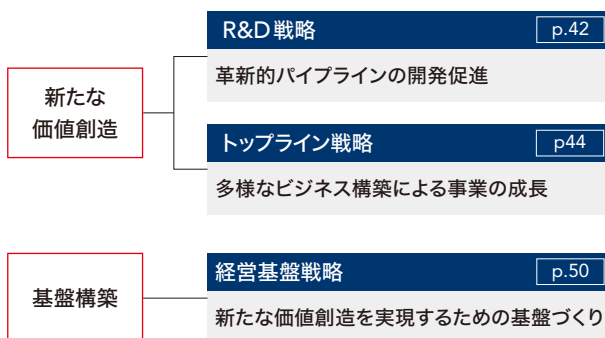 R&D戦略
p.42
革新的パイプラインの開発促進
新たな
価値創造
トップライン戦略
p44
多様なビジネス構築による事業の成長
経営基盤戦略
p.50
基盤構築
新たな価値創造を実現するための基盤づくり